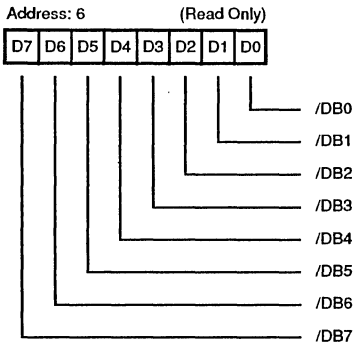 Address: 6 (Read Only)
D7 D6 D5 D4 D3 D2 D1 D0
/DB0
/DB1
/DB2
/DB3
/DB4
/DB5
/DB6
/DB7